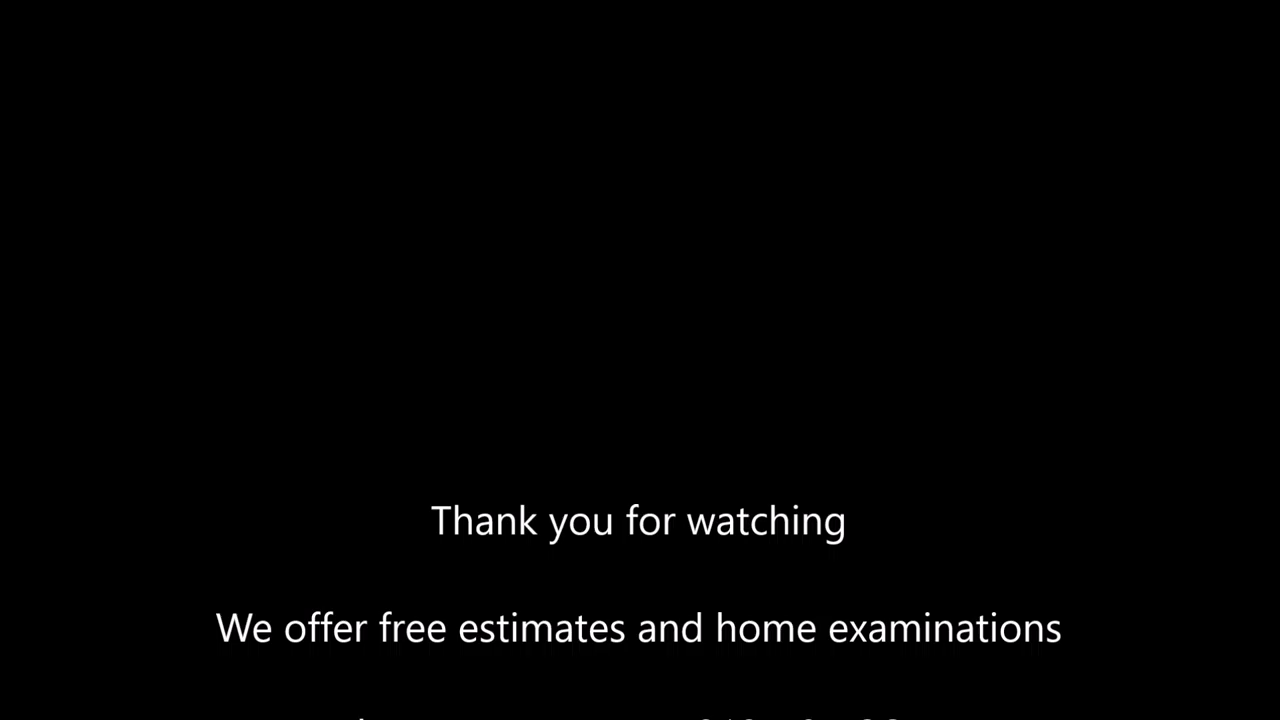 Thank you for watching
We offer free estimates and home examinations